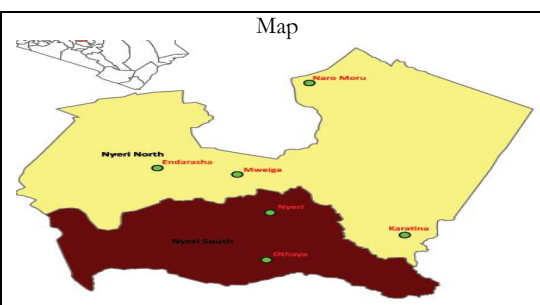 Map
Naro Moru
Nyeri North
Endarasha
Mweiga
Nyeri
Karatina
Nyeri South
Othaya